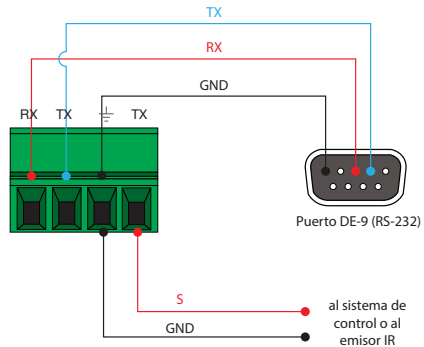 TX
RX
GND
RX TX TX
Puerto DE-9 (RS-232)
S
GND
al sistema de
control o al
emisor IR